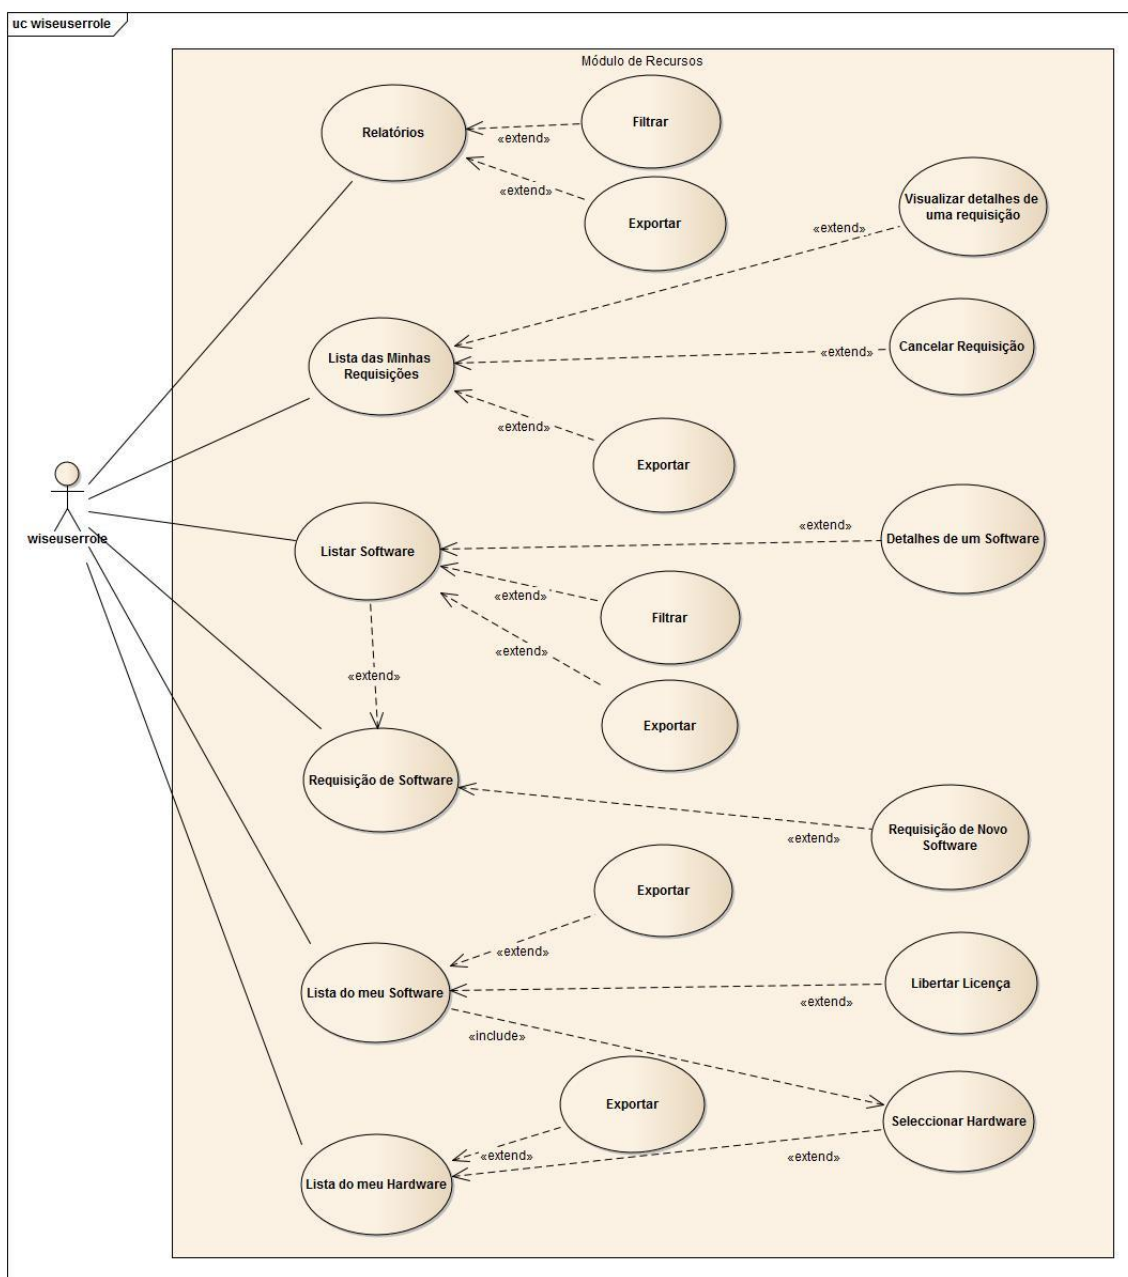 uc wiseuserrole
Módulo de Recursos
Relatórios
«extend»
Filtrar
«extend»
Exportar
Visualizar detalhes de
uma requisição
«extend»
Lista das Minhas
Requisições
«extend»
Cancelar Requisição
«extend»
Exportar
wiseuserrole
Listar Software
«extend»
Detalhes de um Software
«extend»
Filtrar
«extend»
Exportar
«extend»
Requisição de Software
«extend»
Requisição de Novo
Software
Exportar
«extend»
Lista do meu Software
«extend»
Libertar Licença
«include»
Exportar
«extend»
Seleccionar Hardware
«extend»
Lista do meu Hardware